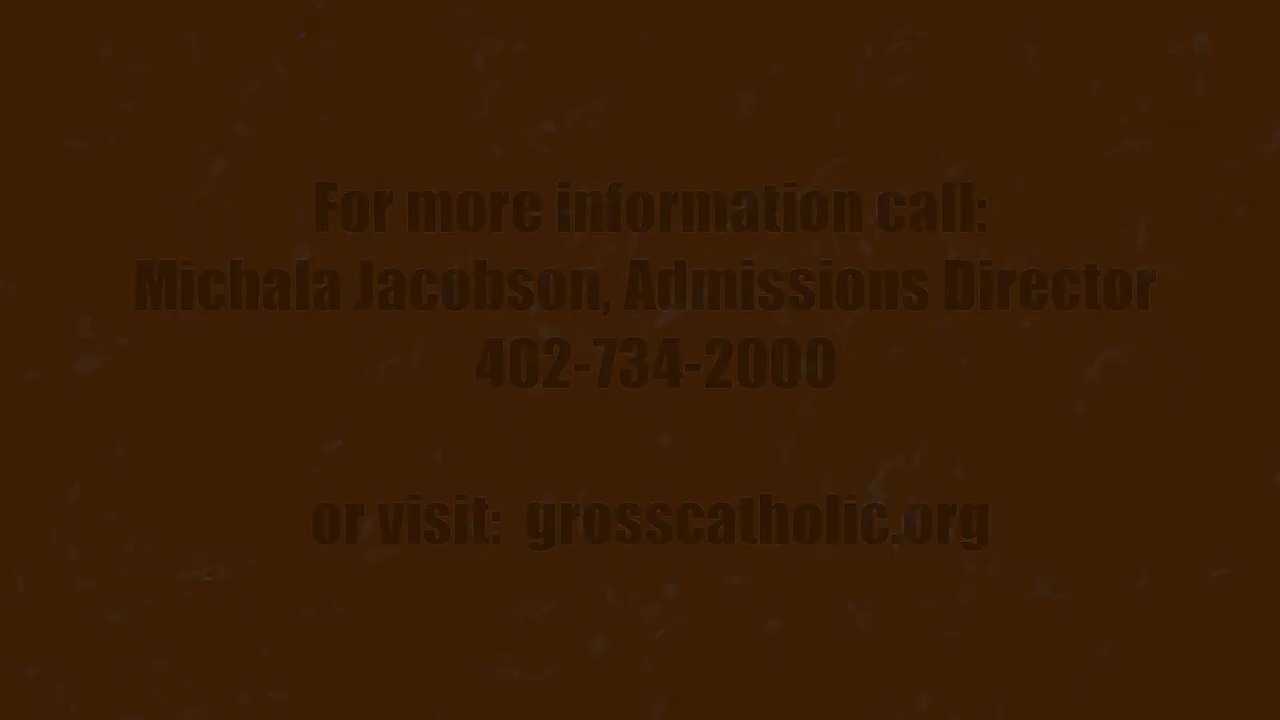 For more information call:
Michala Jacobson, Admissions Director
402-734-2000
or visit: grosscatholic.org